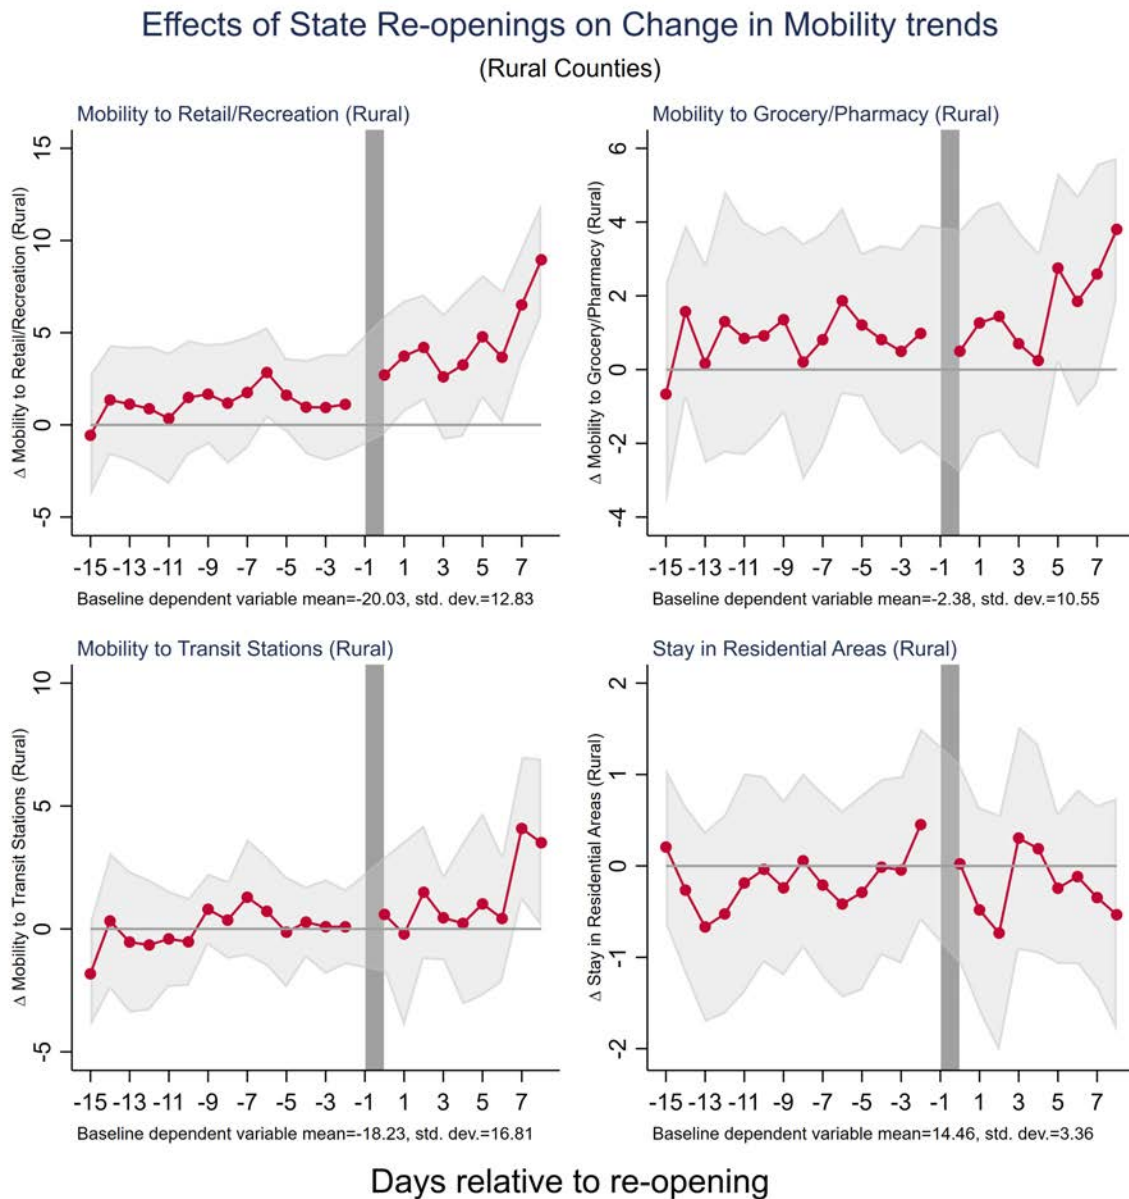 Effects of State Re-openings on Change in Mobility trends
(Rural Counties)
Mobility to Retail/Recreation (Rural)
Δ Mobility to Retail/Recreation (Rural)
15
10
5
0
-5
-15 -13 -11 -9 -7 -5 -3 -1 1 3 5 7
Baseline dependent variable mean=-20.03, std. dev.=12.83
Mobility to Grocery/Pharmacy (Rural)
Δ Mobility to Grocery/Pharmacy (Rural)
6
4
2
0
-2
-4
-15 -13 -11 -9 -7 -5 -3 -1 1 3 5 7
Baseline dependent variable mean=-2.38, std. dev.=10.55
Mobility to Transit Stations (Rural)
Δ Mobility to Transit Stations (Rural)
10
5
0
-5
-15 -13 -11 -9 -7 -5 -3 -1 1 3 5 7
Baseline dependent variable mean=-18.23, std. dev.=16.81
Stay in Residential Areas (Rural)
Δ Stay in Residential Areas (Rural)
2
1
0
-1
-2
-15 -13 -11 -9 -7 -5 -3 -1 1 3 5 7
Baseline dependent variable mean=14.46, std. dev.=3.36
Days relative to re-opening